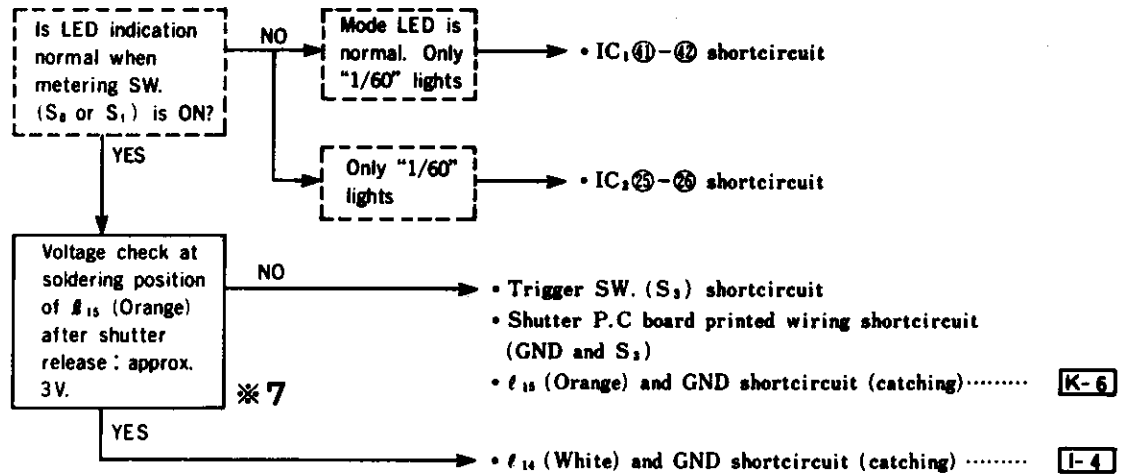 Is LED indication
normal when
metering SW.
(S₀ or S₁) is ON?
NO
Mode LED is
normal. Only
"1/60" lights
• IC₁㊶-㊷ shortcircuit
YES
Only "1/60"
lights
• IC₂㉕-㉖ shortcircuit
Voltage check at
soldering position
of ℓ₁₅ (Orange)
after shutter
release : approx.
3V.
※7
NO
• Trigger SW. (S₃) shortcircuit
• Shutter P.C board printed wiring shortcircuit
(GND and S₃)
• ℓ₁₅ (Orange) and GND shortcircuit (catching)········· K-6
YES
• ℓ₁₄ (White) and GND shortcircuit (catching) ········· I-4